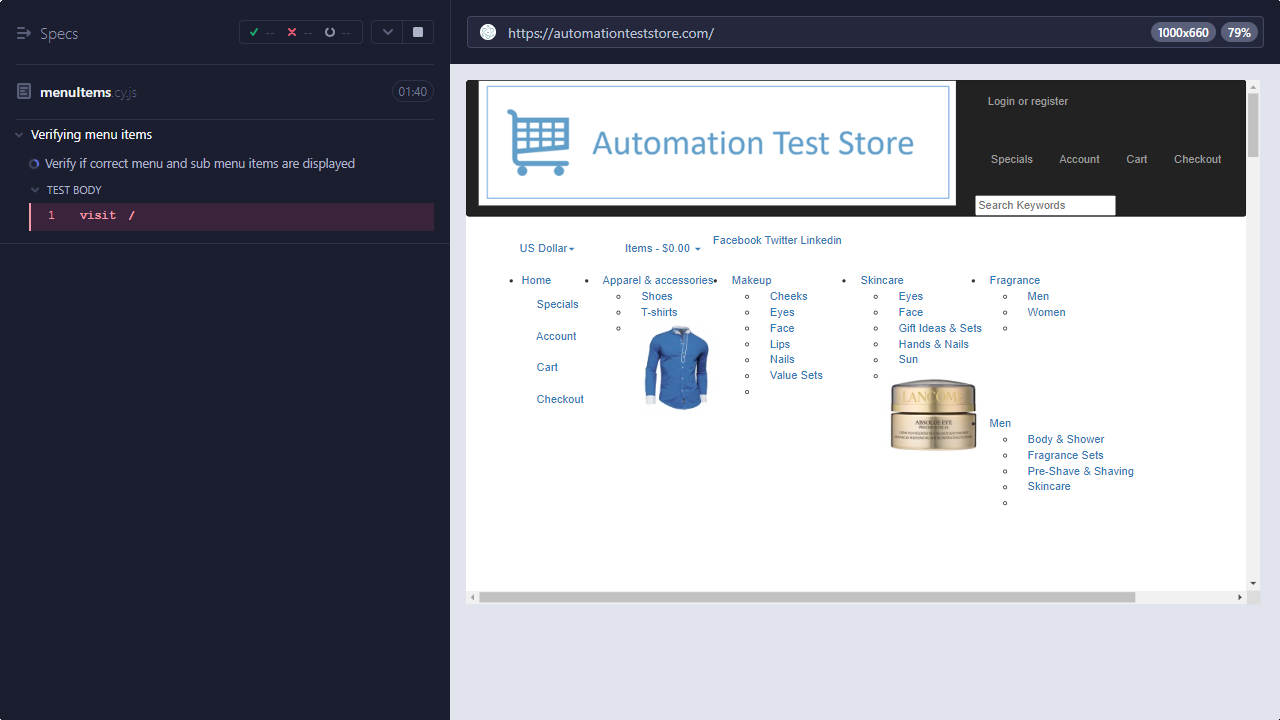 Specs
-- -- --
menuItems.cy.js
01:40
Verifying menu items
Verify if correct menu and sub menu items are displayed
TEST BODY
1 visit /
https://automationteststore.com/
1000x660
79%
Automation Test Store
Login or register
Specials Account Cart Checkout
Search Keywords
US Dollar
Items - $0.00
Facebook Twitter Linkedin
Home
Specials
Account
Cart
Checkout
Apparel & accessories
Shoes
T-shirts
Makeup
Cheeks
Eyes
Face
Lips
Nails
Value Sets
Skincare
Eyes
Face
Gift Ideas & Sets
Hands & Nails
Sun
LANCOME
ABSOLUE EYE
Fragrance
Men
Women
Men
Body & Shower
Fragrance Sets
Pre-Shave & Shaving
Skincare